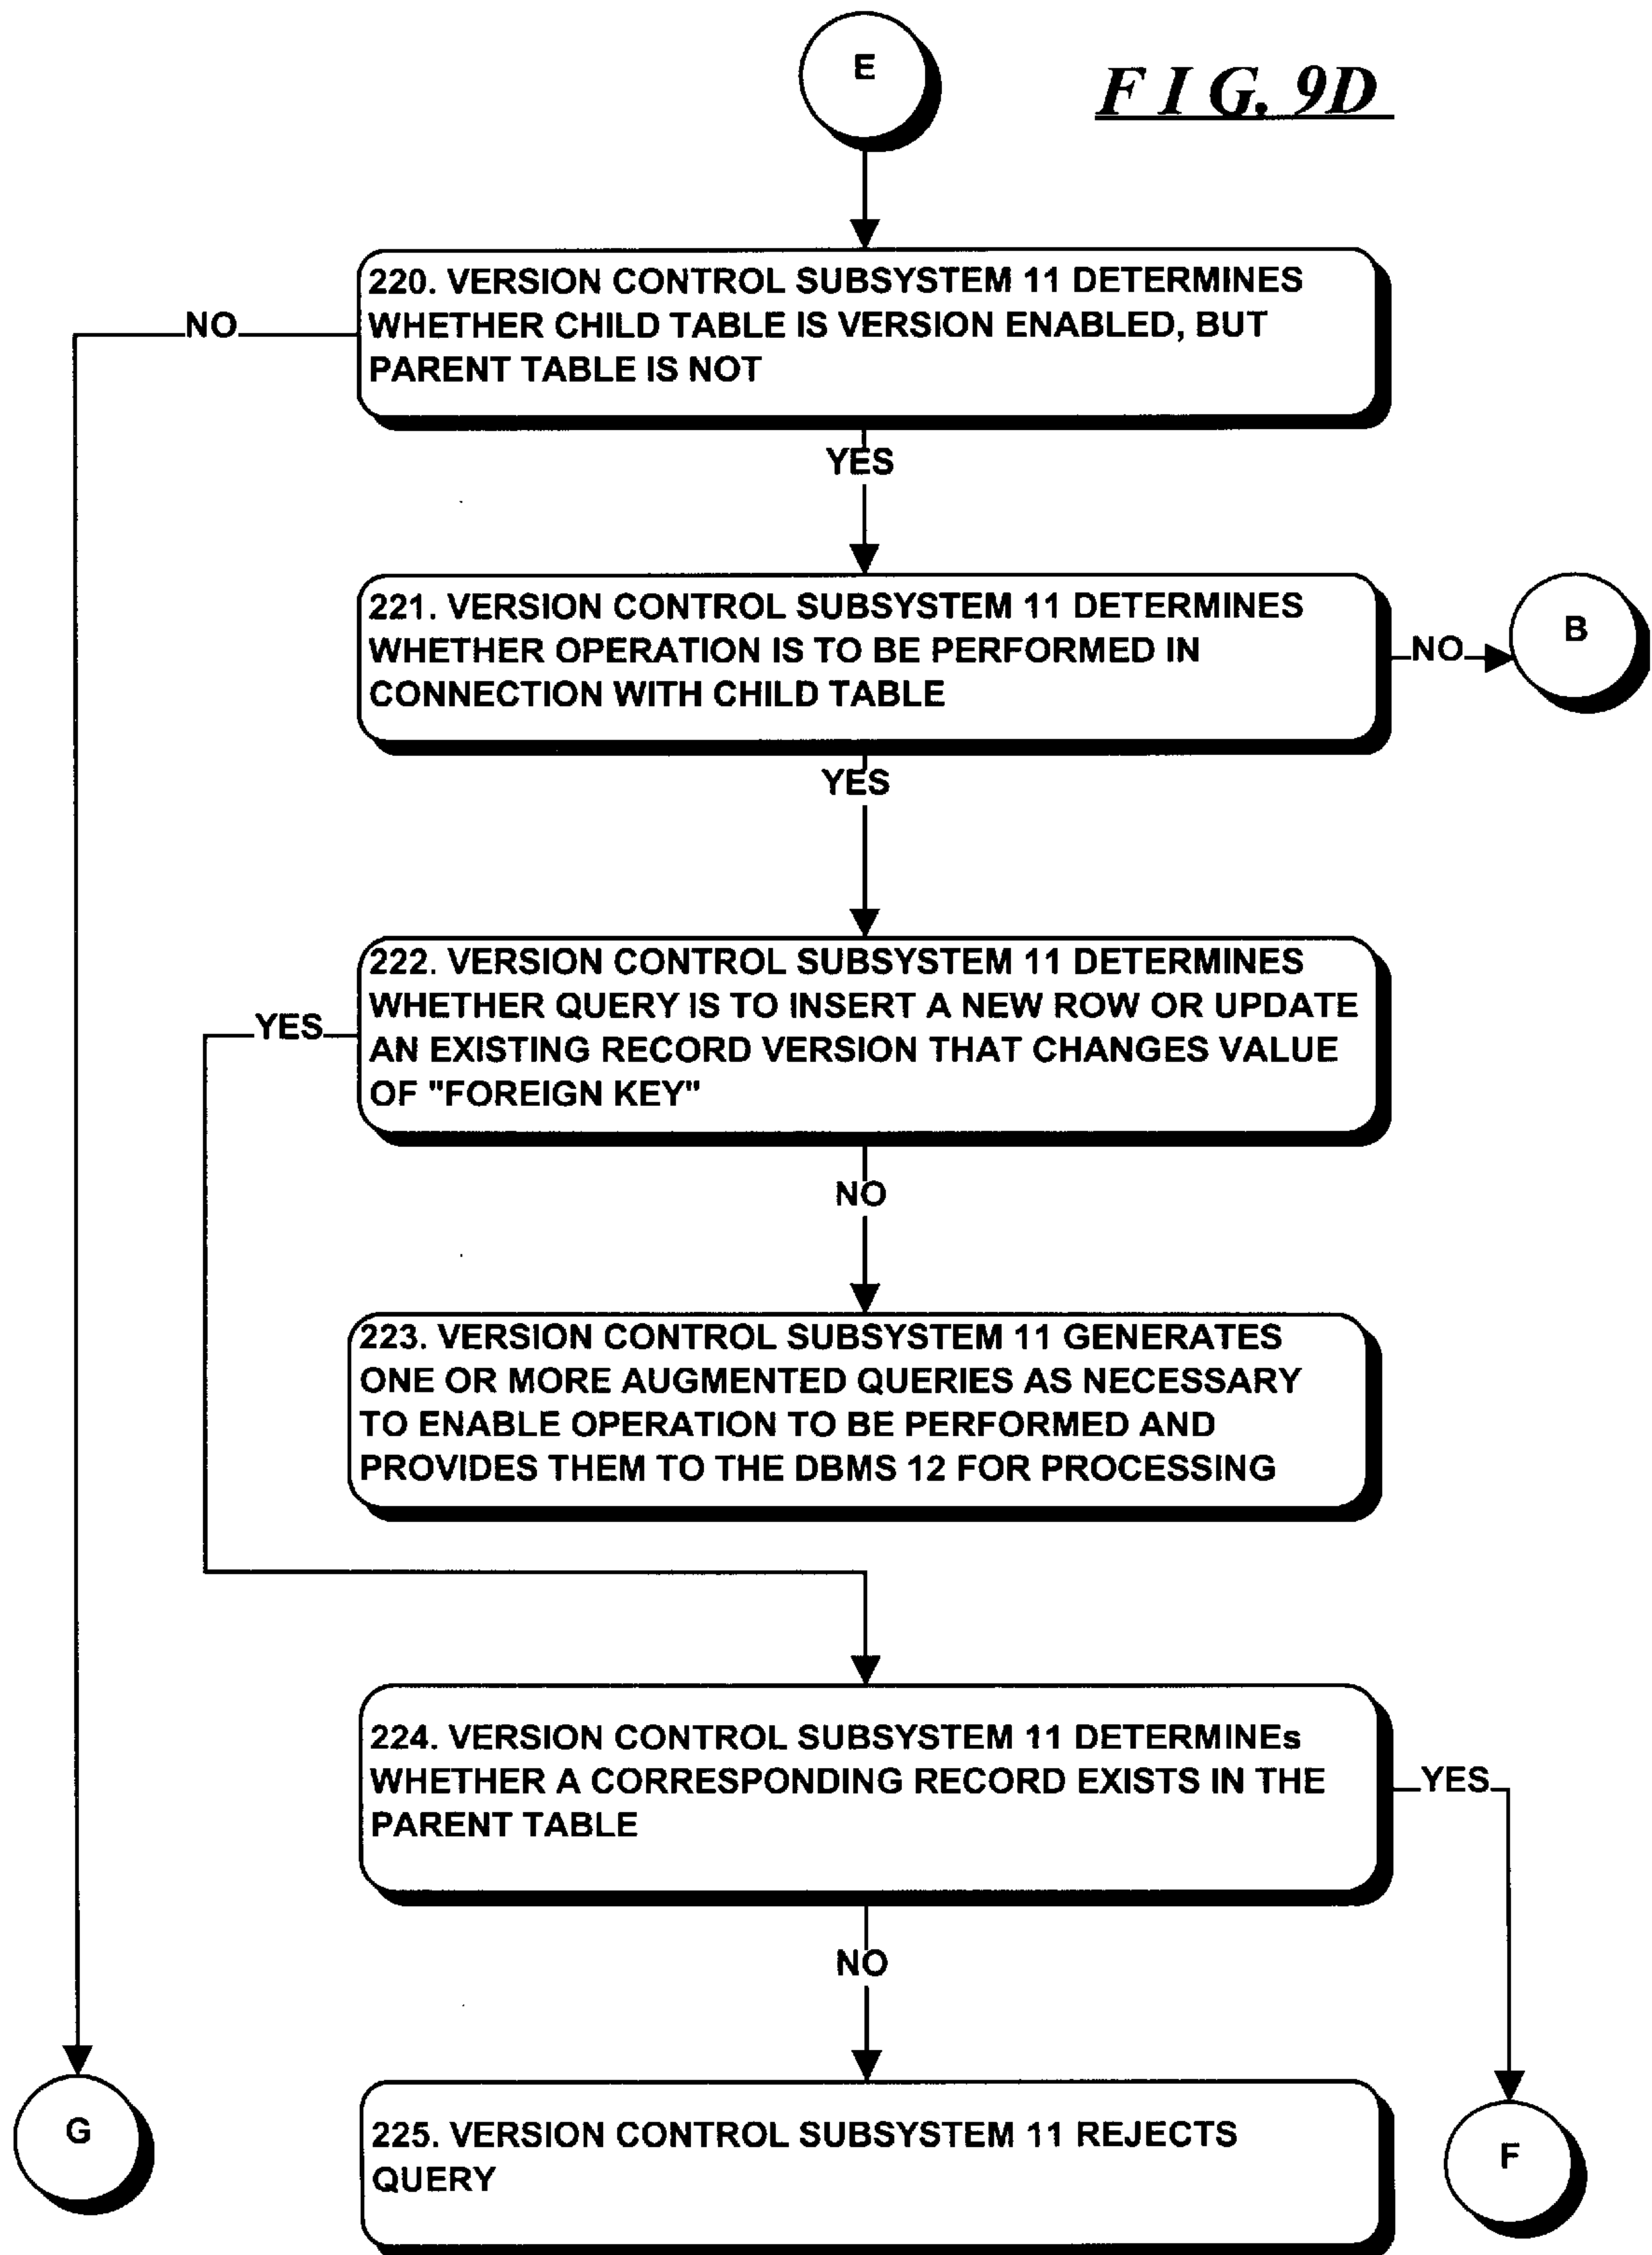 E
F I G. 9D
220. VERSION CONTROL SUBSYSTEM 11 DETERMINES
WHETHER CHILD TABLE IS VERSION ENABLED, BUT
PARENT TABLE IS NOT
NO
YES
221. VERSION CONTROL SUBSYSTEM 11 DETERMINES
WHETHER OPERATION IS TO BE PERFORMED IN
CONNECTION WITH CHILD TABLE
NO
B
YES
222. VERSION CONTROL SUBSYSTEM 11 DETERMINES
WHETHER QUERY IS TO INSERT A NEW ROW OR UPDATE
AN EXISTING RECORD VERSION THAT CHANGES VALUE
OF "FOREIGN KEY"
YES
NO
223. VERSION CONTROL SUBSYSTEM 11 GENERATES
ONE OR MORE AUGMENTED QUERIES AS NECESSARY
TO ENABLE OPERATION TO BE PERFORMED AND
PROVIDES THEM TO THE DBMS 12 FOR PROCESSING
224. VERSION CONTROL SUBSYSTEM 11 DETERMINEs
WHETHER A CORRESPONDING RECORD EXISTS IN THE
PARENT TABLE
YES
NO
G
225. VERSION CONTROL SUBSYSTEM 11 REJECTS
QUERY
F